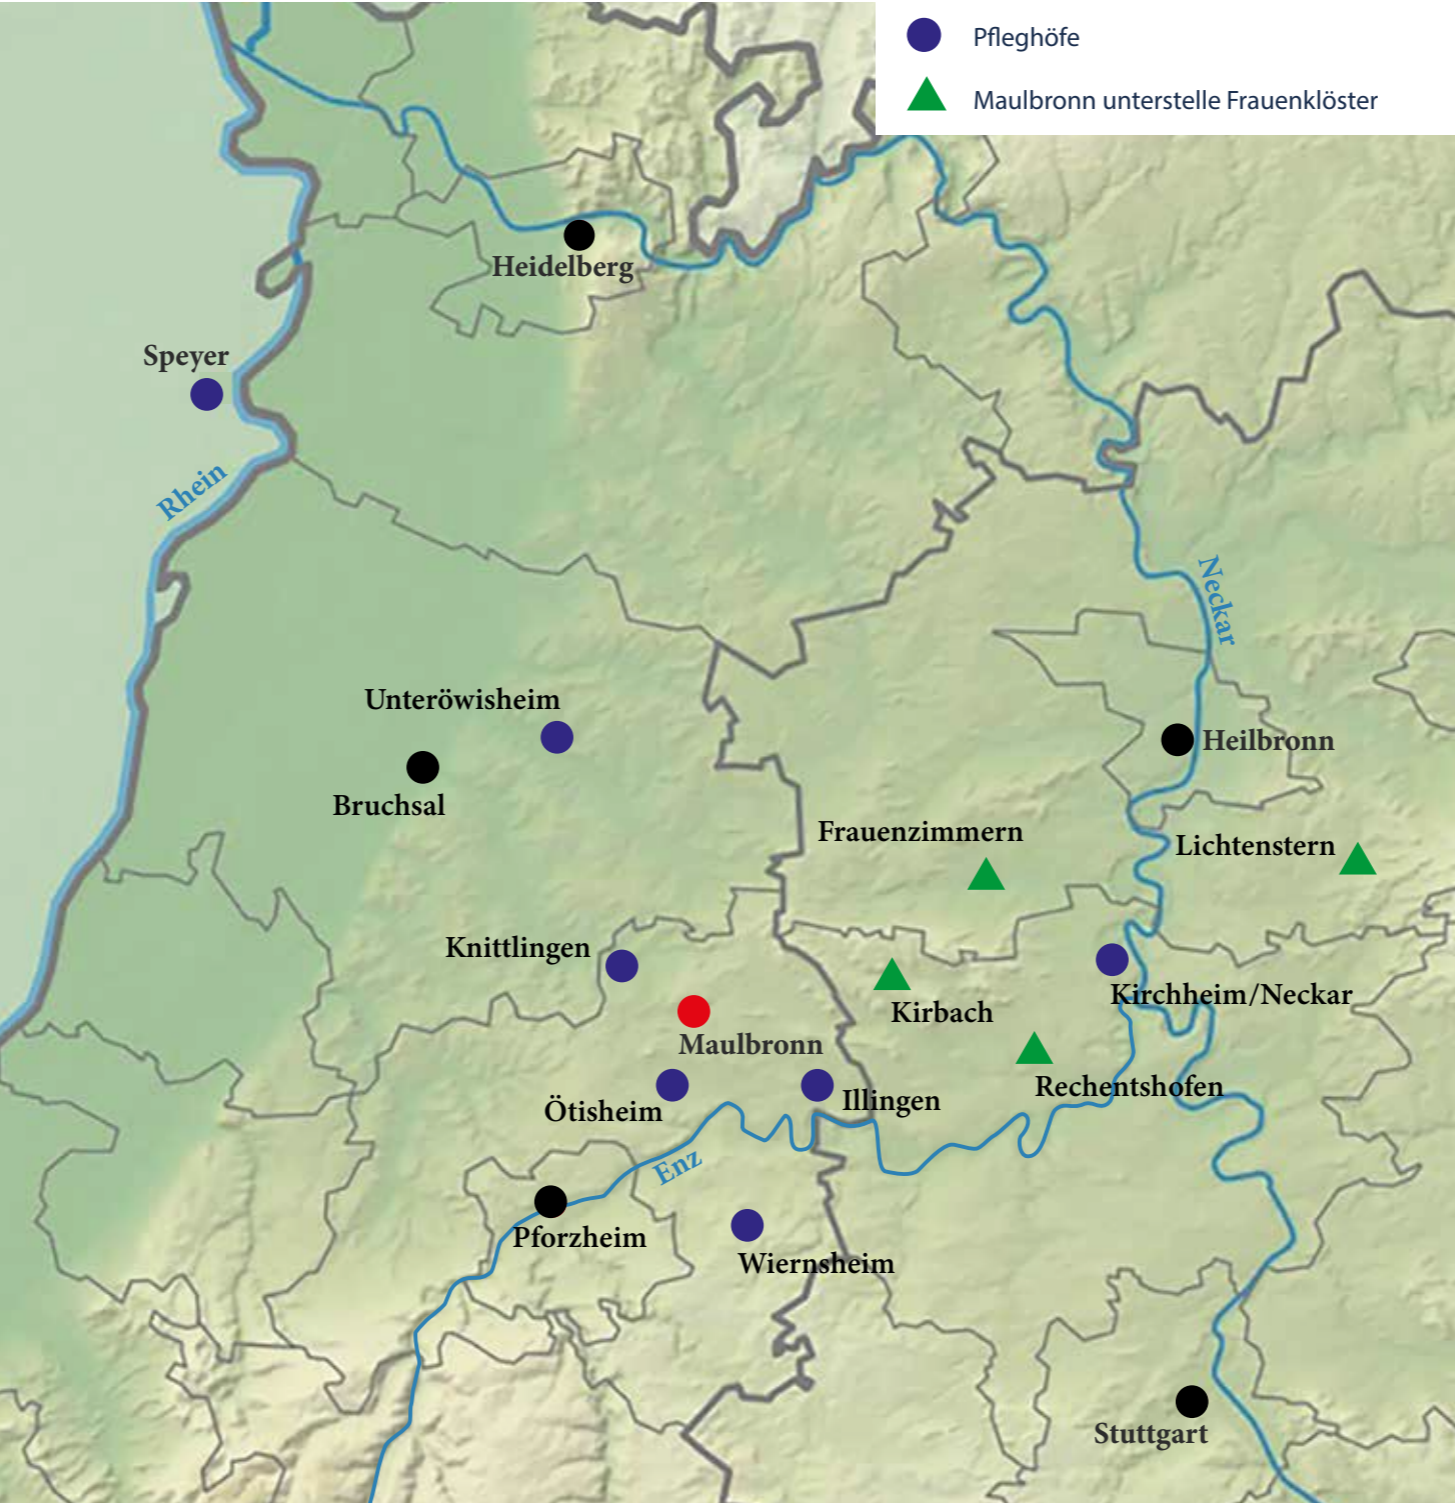 Pfleghöfe
Maulbronn unterstelle Frauenklöster
Heidelberg
Speyer
Rhein
Neckar
Unteröwisheim
Bruchsal
Heilbronn
Frauenzimmern
Lichtenstern
Knittlingen
Kirchheim/Neckar
Kirbach
Maulbronn
Rechentshofen
Illingen
Ötisheim
Enz
Pforzheim
Wiernsheim
Stuttgart